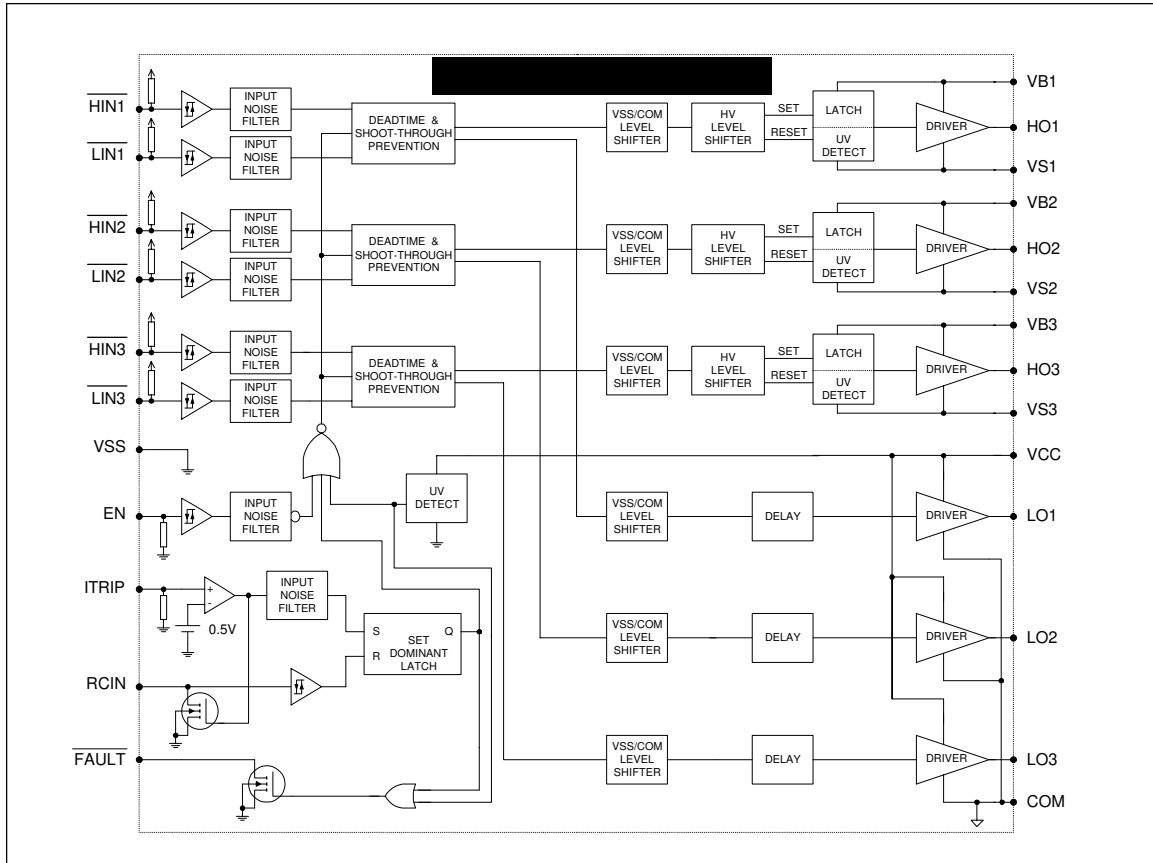 HIN1
INPUT
NOISE
FILTER
LIN1
INPUT
NOISE
FILTER
DEADTIME &
SHOOT-THROUGH
PREVENTION
VSS/COM
LEVEL
SHIFTER
HV
LEVEL
SHIFTER
SET
RESET
LATCH
UV
DETECT
DRIVER
VB1
HO1
VS1
HIN2
INPUT
NOISE
FILTER
LIN2
INPUT
NOISE
FILTER
DEADTIME &
SHOOT-THROUGH
PREVENTION
VSS/COM
LEVEL
SHIFTER
HV
LEVEL
SHIFTER
SET
RESET
LATCH
UV
DETECT
DRIVER
VB2
HO2
VS2
HIN3
INPUT
NOISE
FILTER
LIN3
INPUT
NOISE
FILTER
DEADTIME &
SHOOT-THROUGH
PREVENTION
VSS/COM
LEVEL
SHIFTER
HV
LEVEL
SHIFTER
SET
RESET
LATCH
UV
DETECT
DRIVER
VB3
HO3
VS3
VSS
VCC
EN
INPUT
NOISE
FILTER
UV
DETECT
VSS/COM
LEVEL
SHIFTER
DELAY
DRIVER
LO1
ITRIP
+
-
0.5V
INPUT
NOISE
FILTER
S
R
Q
SET
DOMINANT
LATCH
VSS/COM
LEVEL
SHIFTER
DELAY
DRIVER
LO2
RCIN
FAULT
VSS/COM
LEVEL
SHIFTER
DELAY
DRIVER
LO3
COM